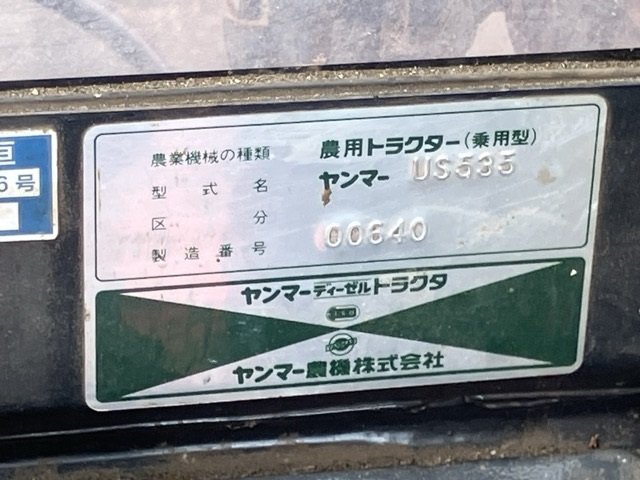 農業機械の種類 農用トラクター(乗用型)
型式名 ヤンマー US535
区分
製造番号 00640
ヤンマーディーゼルトラクタ
ヤンマー農機株式会社
6号